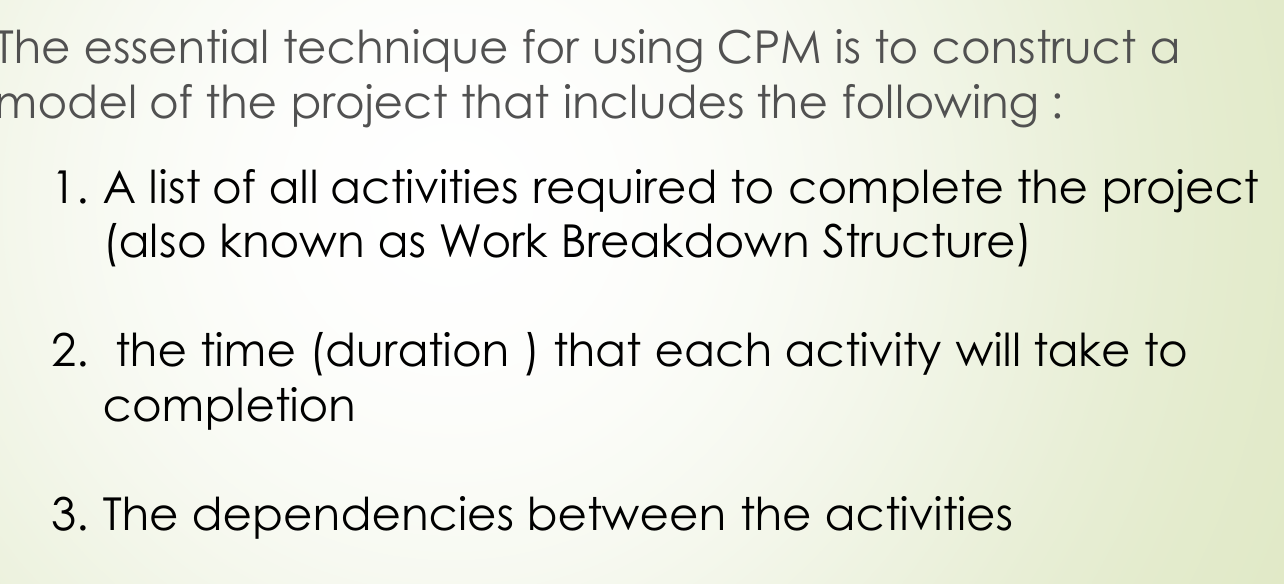 The essential technique for using CPM is to construct a
model of the project that includes the following :
1. A list of all activities required to complete the project
(also known as Work Breakdown Structure)
2. the time (duration ) that each activity will take to
completion
3. The dependencies between the activities